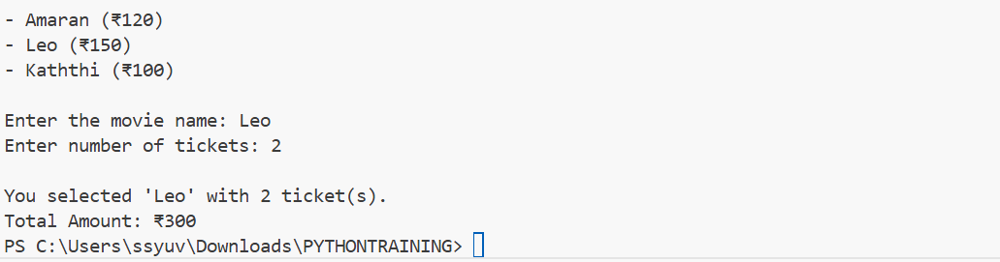 - Amaran (₹120)
- Leo (₹150)
- Kaththi (₹100)
Enter the movie name: Leo
Enter number of tickets: 2
You selected 'Leo' with 2 ticket(s).
Total Amount: ₹300
PS C:\Users\ssyuv\Downloads\PYTHONTRAINING>